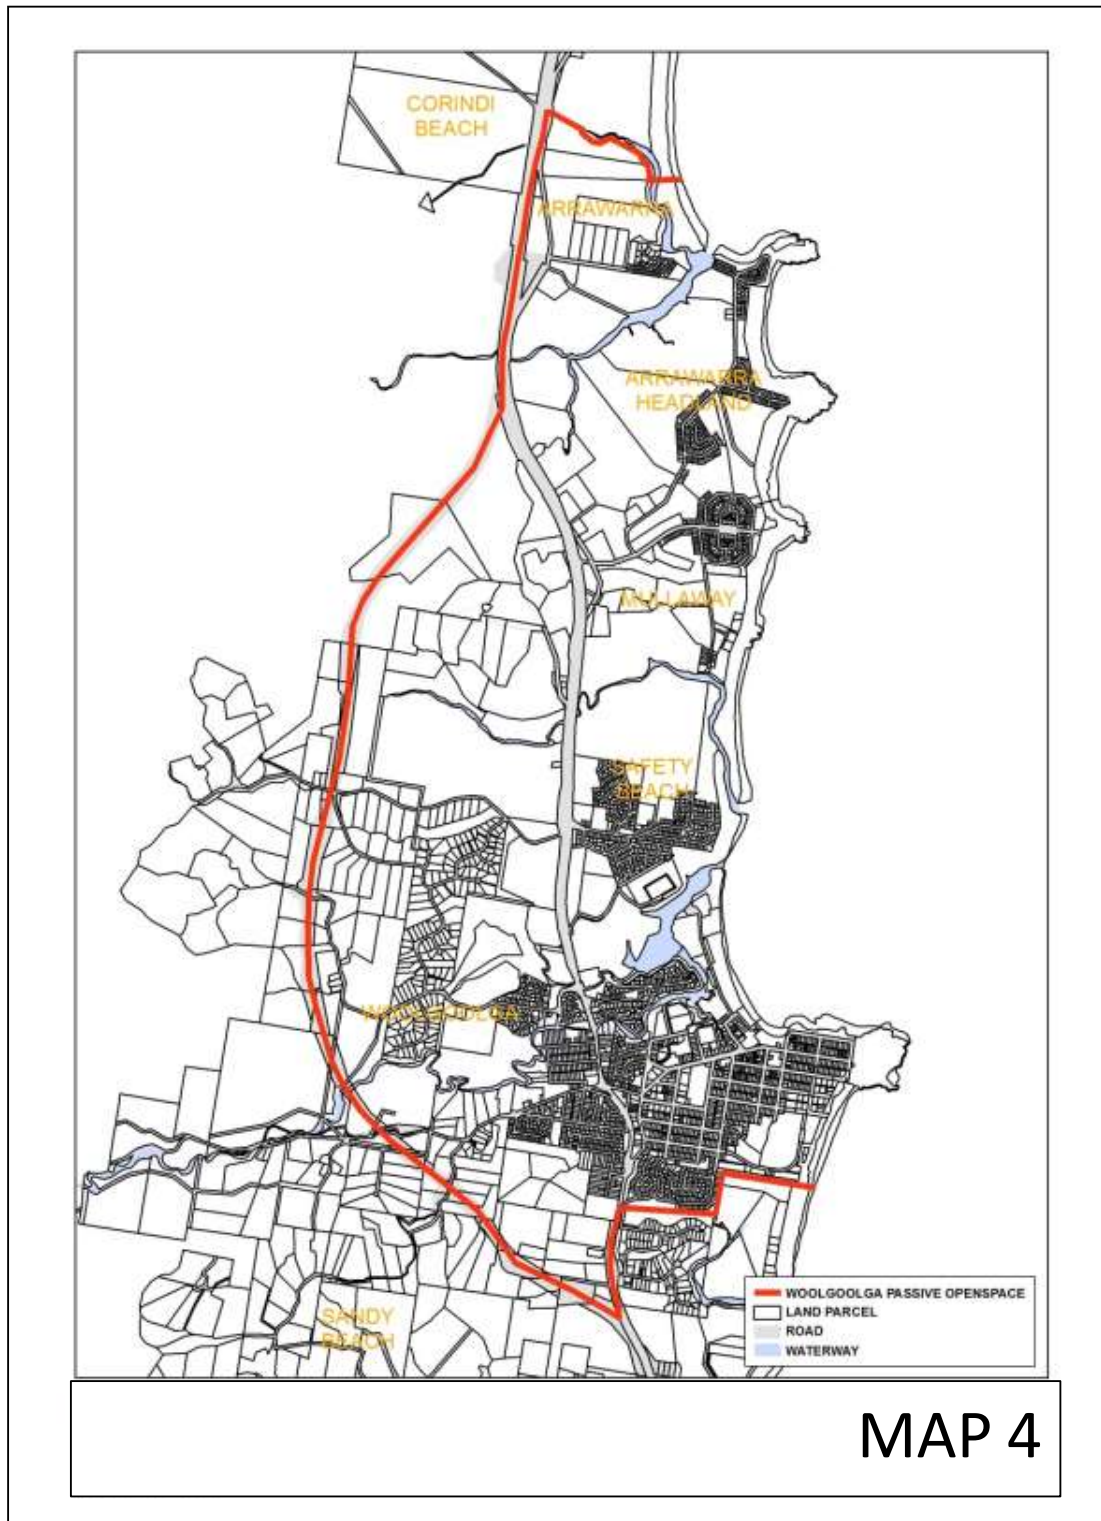 CORINDI
BEACH
ARRAWARRA
ARRAWARRA
HEADLAND
MULLAWAY
SAFETY
BEACH
WOOLGOOLGA
SANDY
BEACH
WOOLGOOLGA PASSIVE OPENSPACE
LAND PARCEL
ROAD
WATERWAY
MAP 4